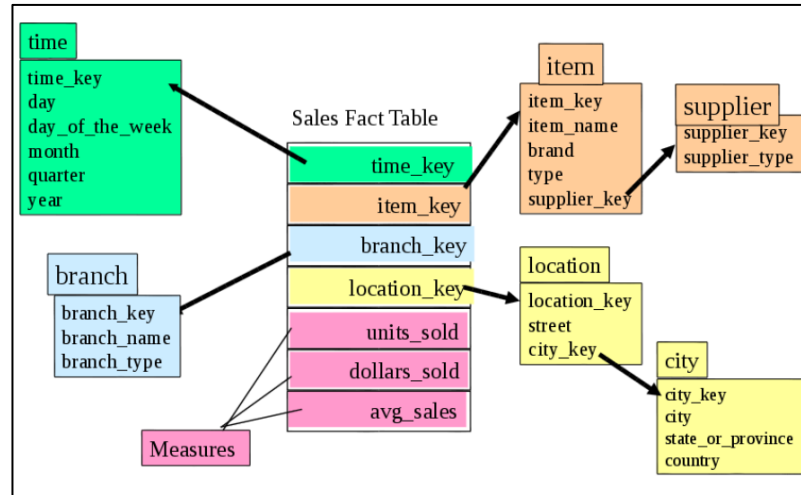 time
time_key
day
day_of_the_week
month
quarter
year
Sales Fact Table
time_key
item_key
branch_key
location_key
units_sold
dollars_sold
avg_sales
Measures
branch
branch_key
branch_name
branch_type
item
item_key
item_name
brand
type
supplier_key
supplier
supplier_key
supplier_type
location
location_key
street
city_key
city
city_key
city
state_or_province
country